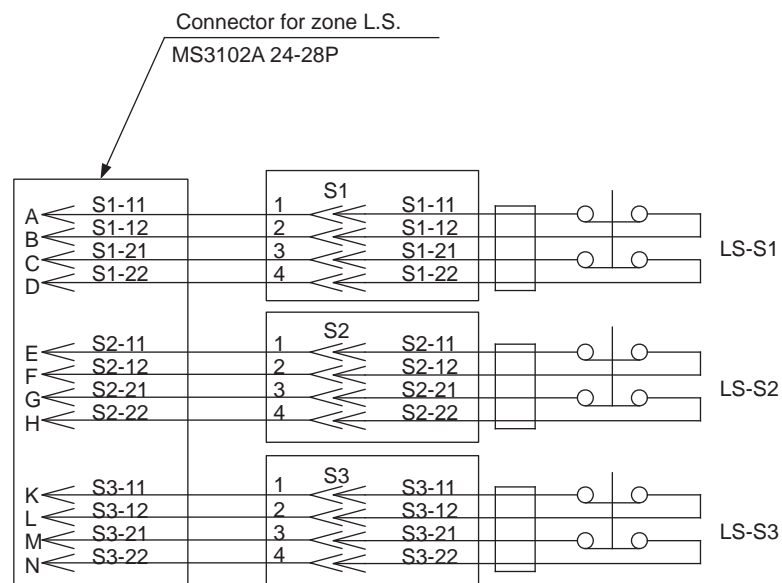 Connector for zone L.S.
MS3102A 24-28P
S1
A S1-11 1 S1-11
B S1-12 2 S1-12
C S1-21 3 S1-21
D S1-22 4 S1-22
LS-S1
S2
E S2-11 1 S2-11
F S2-12 2 S2-12
G S2-21 3 S2-21
H S2-22 4 S2-22
LS-S2
S3
K S3-11 1 S3-11
L S3-12 2 S3-12
M S3-21 3 S3-21
N S3-22 4 S3-22
LS-S3